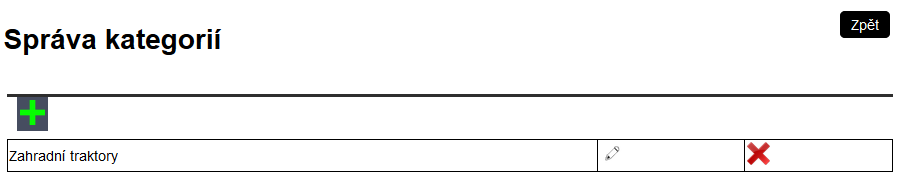 Zpět
Správa kategorií
Zahradní traktory